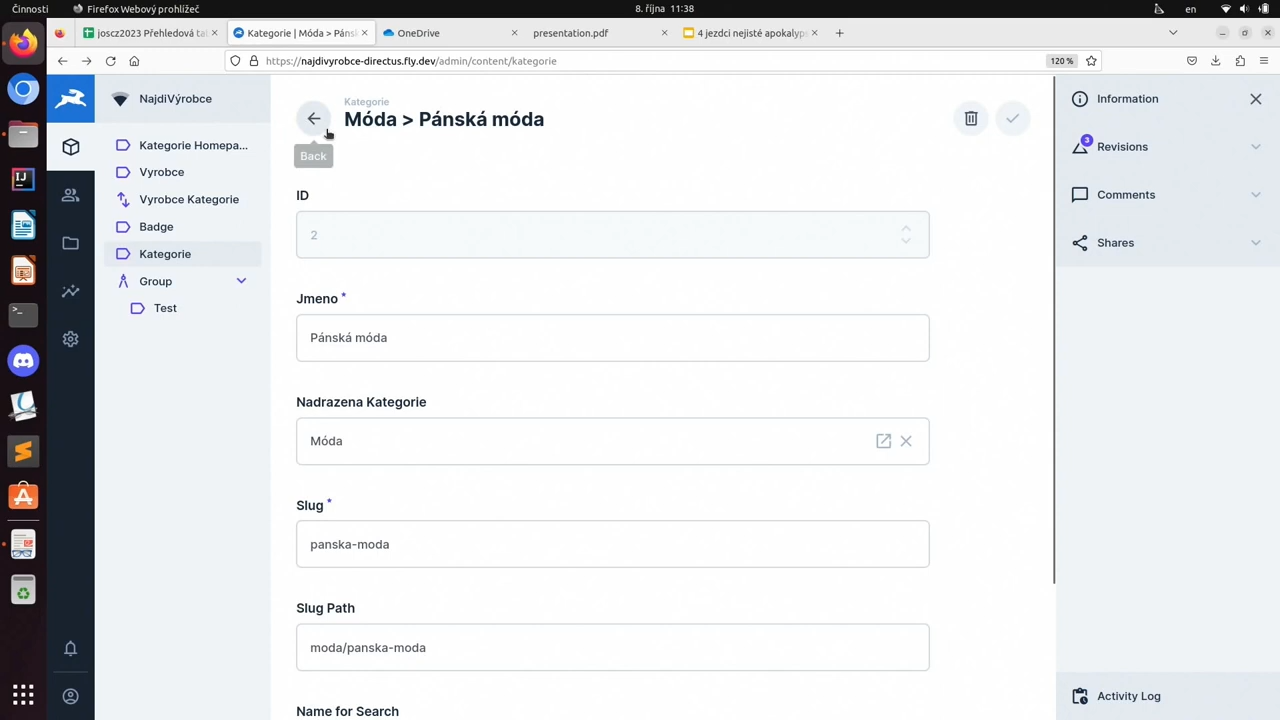 Činnosti
Firefox Webový prohlížeč
8. října 11:38
en
joscz2023 Přehledová ta
Kategorie | Móda > Páns
OneDrive
presentation.pdf
4 jezdci nejisté apokalyp
https://najdivyrobce-directus.fly.dev/admin/content/kategorie
120 %
NajdiVýrobce
Kategorie Homepa...
Vyrobce
Vyrobce Kategorie
Badge
Kategorie
Group
Test
Kategorie
Móda > Pánská móda
Back
ID
2
Jmeno *
Pánská móda
Nadrazena Kategorie
Móda
Slug *
panska-moda
Slug Path
moda/panska-moda
Name for Search
Information
3
Revisions
Comments
Shares
Activity Log